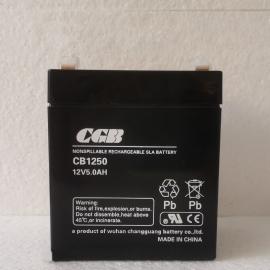 CGB
NONSPILLABLE RECHARGEABLE SLA BATTERY
CB1250
12V5.0AH
Warning:
Risk of fire,explosion,or burns.
Do not disassemble,heat above
45°C,or incinerate.
Pb Pb
a product of wuhan changguang battery co.,ltd.
MADE IN CHINA